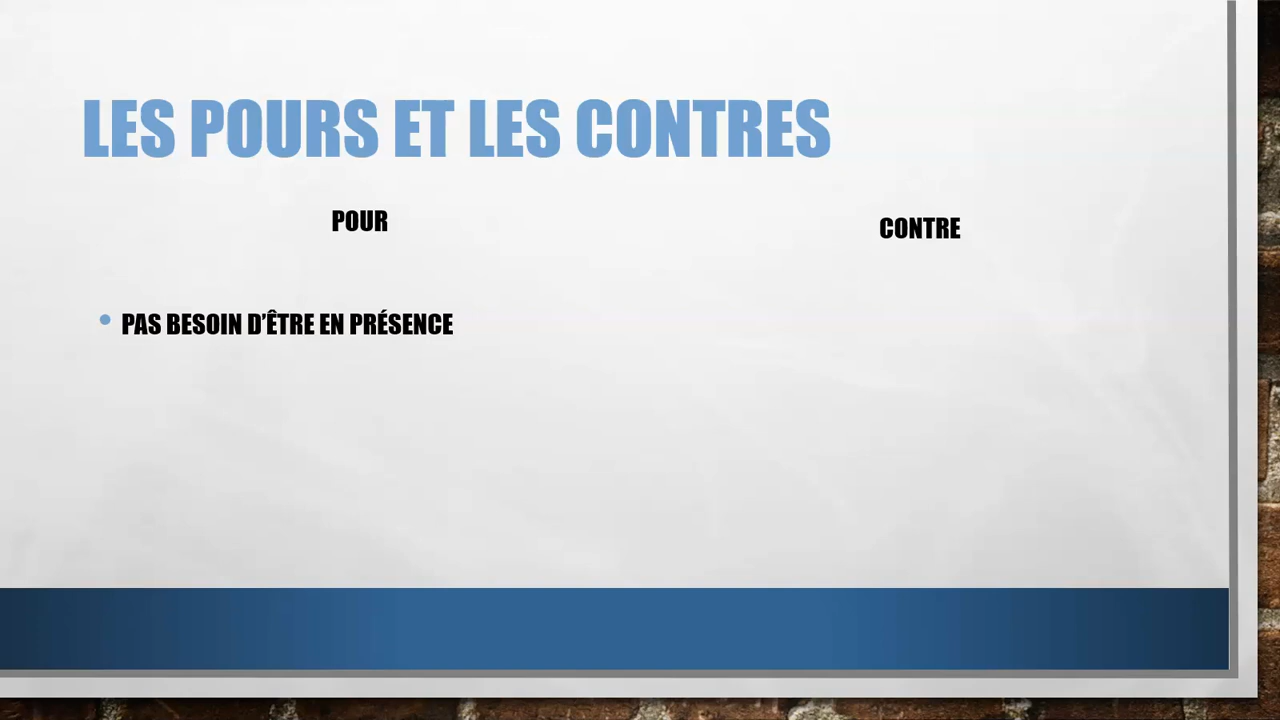 LES POURS ET LES CONTRES
POUR
CONTRE
• PAS BESOIN D’ÊTRE EN PRÉSENCE